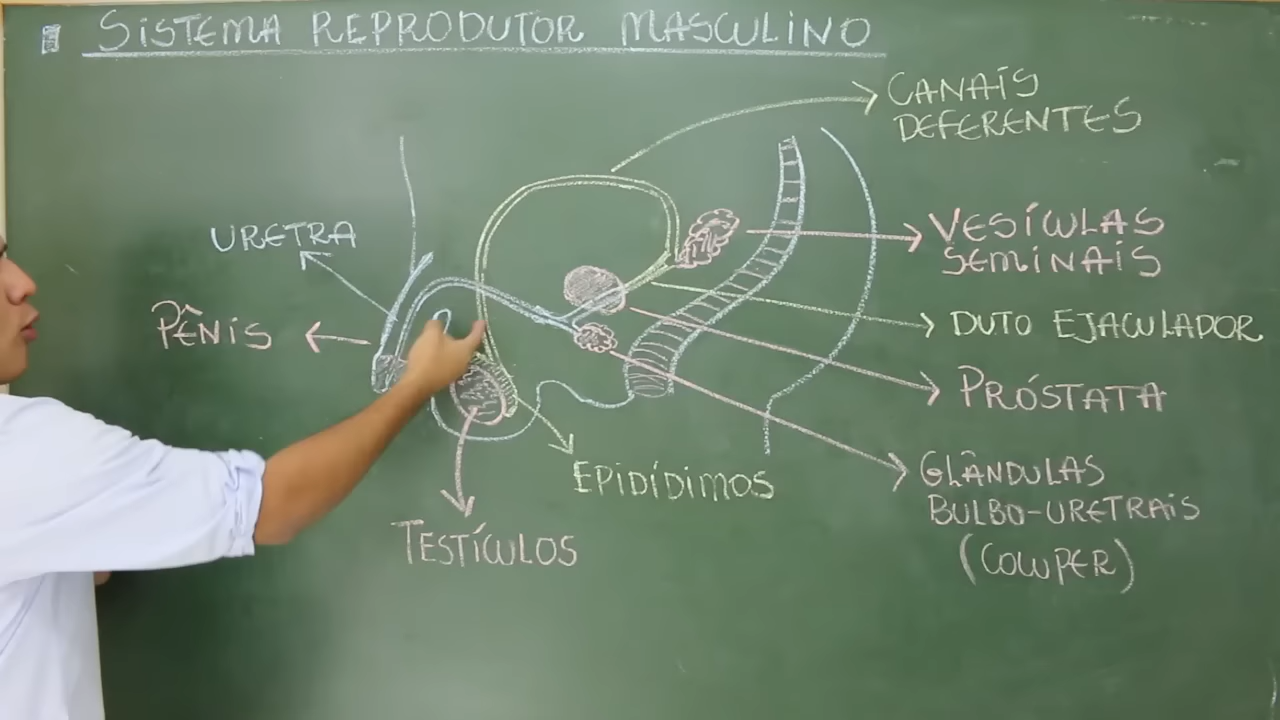 SISTEMA REPRODUTOR MASCULINO
CANAIS
DEFERENTES
URETRA
VESÍCULAS
SEMINAIS
PÊNIS
DUTO EJACULADOR
PRÓSTATA
GLÂNDULAS
BULBO-URETRAIS
(COWPER)
EPIDÍDIMOS
TESTÍCULOS